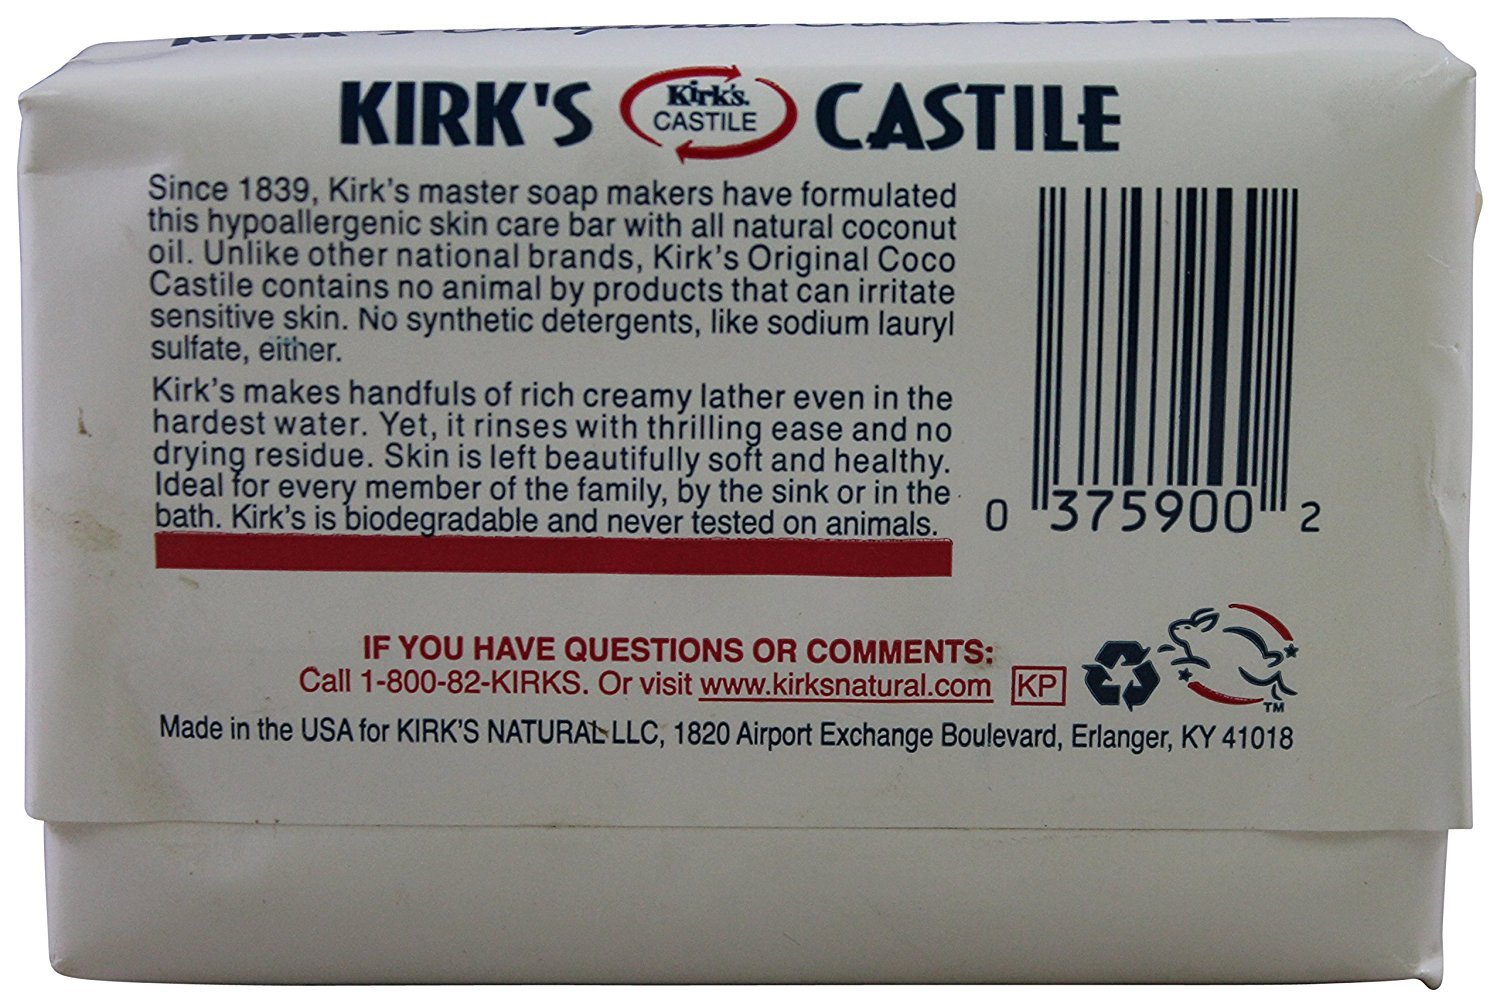 KIRK'S Original COCO CASTILE
KIRK'S Kirk's. CASTILE CASTILE
Since 1839, Kirk's master soap makers have formulated
this hypoallergenic skin care bar with all natural coconut
oil. Unlike other national brands, Kirk's Original Coco
Castile contains no animal by products that can irritate
sensitive skin. No synthetic detergents, like sodium lauryl
sulfate, either.
Kirk's makes handfuls of rich creamy lather even in the
hardest water. Yet, it rinses with thrilling ease and no
drying residue. Skin is left beautifully soft and healthy.
Ideal for every member of the family, by the sink or in the
bath. Kirk's is biodegradable and never tested on animals.
0 375900 2
IF YOU HAVE QUESTIONS OR COMMENTS:
Call 1-800-82-KIRKS. Or visit www.kirksnatural.com KP
TM
Made in the USA for KIRK'S NATURAL LLC, 1820 Airport Exchange Boulevard, Erlanger, KY 41018